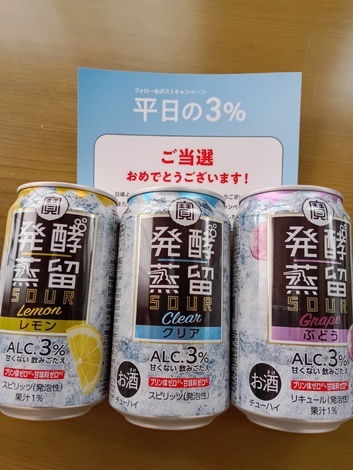 フォロー&ポストキャンペーン
平日の3%
ご当選
おめでとうございます!
寶
発酵
蒸留
SOUR
Lemon
レモン
ALC.3%
甘くない飲みごたえ
プリン体ゼロ 甘味料ゼロ
スピリッツ(発泡性)
果汁1%
寶
発酵
蒸留
SOUR
Clear
クリア
ALC.3%
甘くない飲みごたえ
プリン体ゼロ 甘味料ゼロ
スピリッツ(発泡性)
お酒
チューハイ
寶
発酵
蒸留
SOUR
Grape
ぶどう
ALC.3%
甘くない飲みごたえ
プリン体ゼロ 甘味料ゼロ
リキュール(発泡性)
果汁1%
お酒
チューハイ